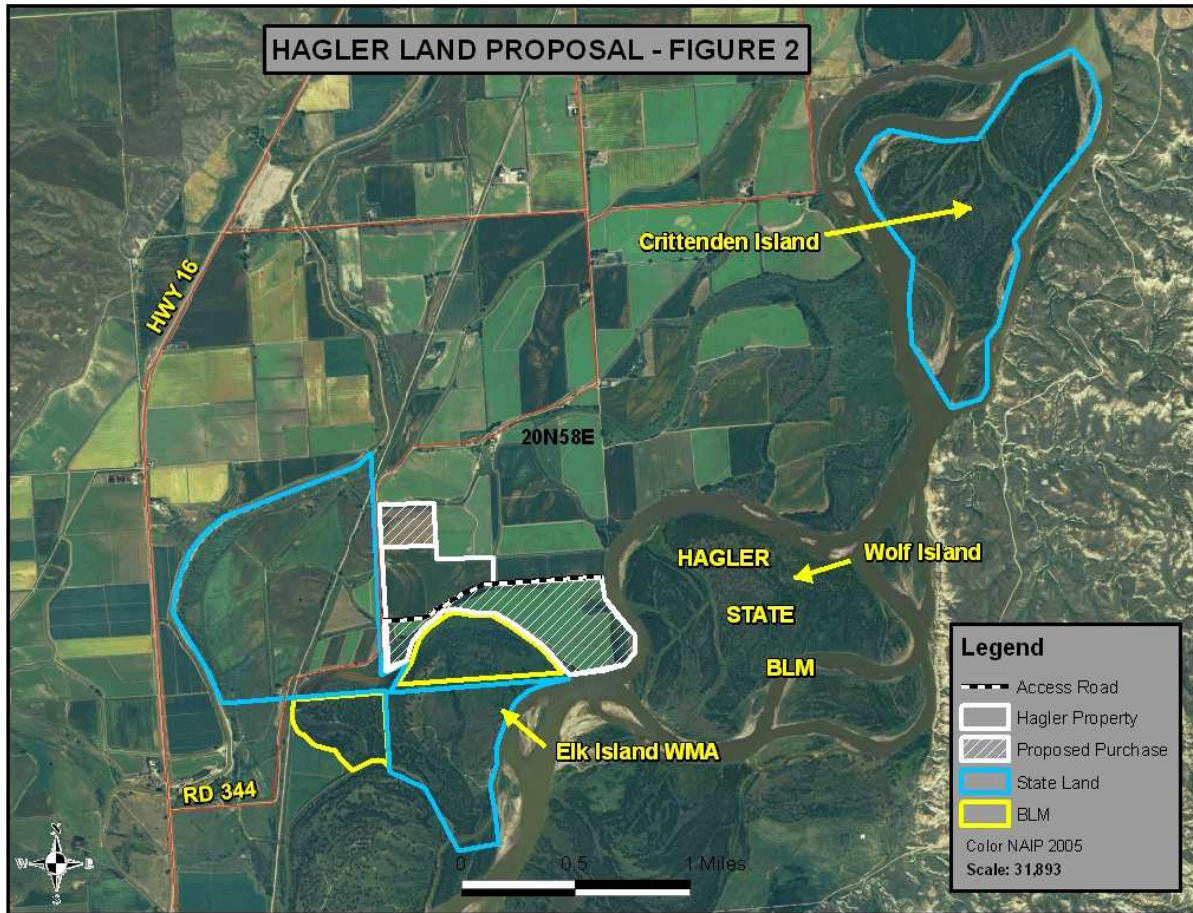 HAGLER LAND PROPOSAL - FIGURE 2
Crittenden Island
HWY 16
20N58E
HAGLER
Wolf Island
STATE
BLM
Elk Island WMA
RD 344
N
W
E
S
0 0.5 1 Miles
Legend
Access Road
Hagler Property
Proposed Purchase
State Land
BLM
Color NAIP 2005
Scale: 31,893